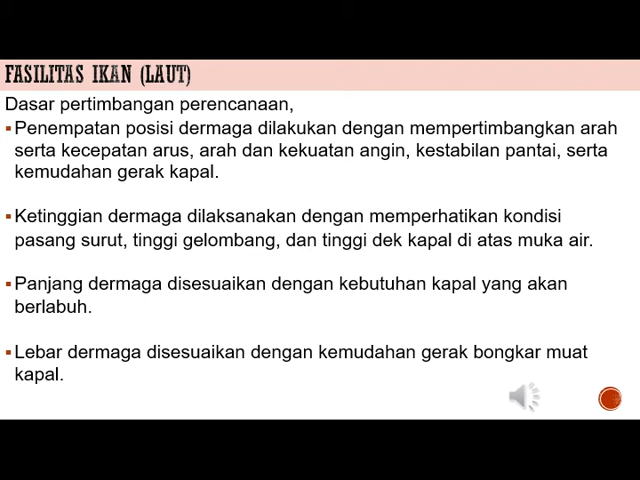 FASILITAS IKAN (LAUT)
Dasar pertimbangan perencanaan,
▪Penempatan posisi dermaga dilakukan dengan mempertimbangkan arah
serta kecepatan arus, arah dan kekuatan angin, kestabilan pantai, serta
kemudahan gerak kapal.
▪Ketinggian dermaga dilaksanakan dengan memperhatikan kondisi
pasang surut, tinggi gelombang, dan tinggi dek kapal di atas muka air.
▪Panjang dermaga disesuaikan dengan kebutuhan kapal yang akan
berlabuh.
▪Lebar dermaga disesuaikan dengan kemudahan gerak bongkar muat
kapal.